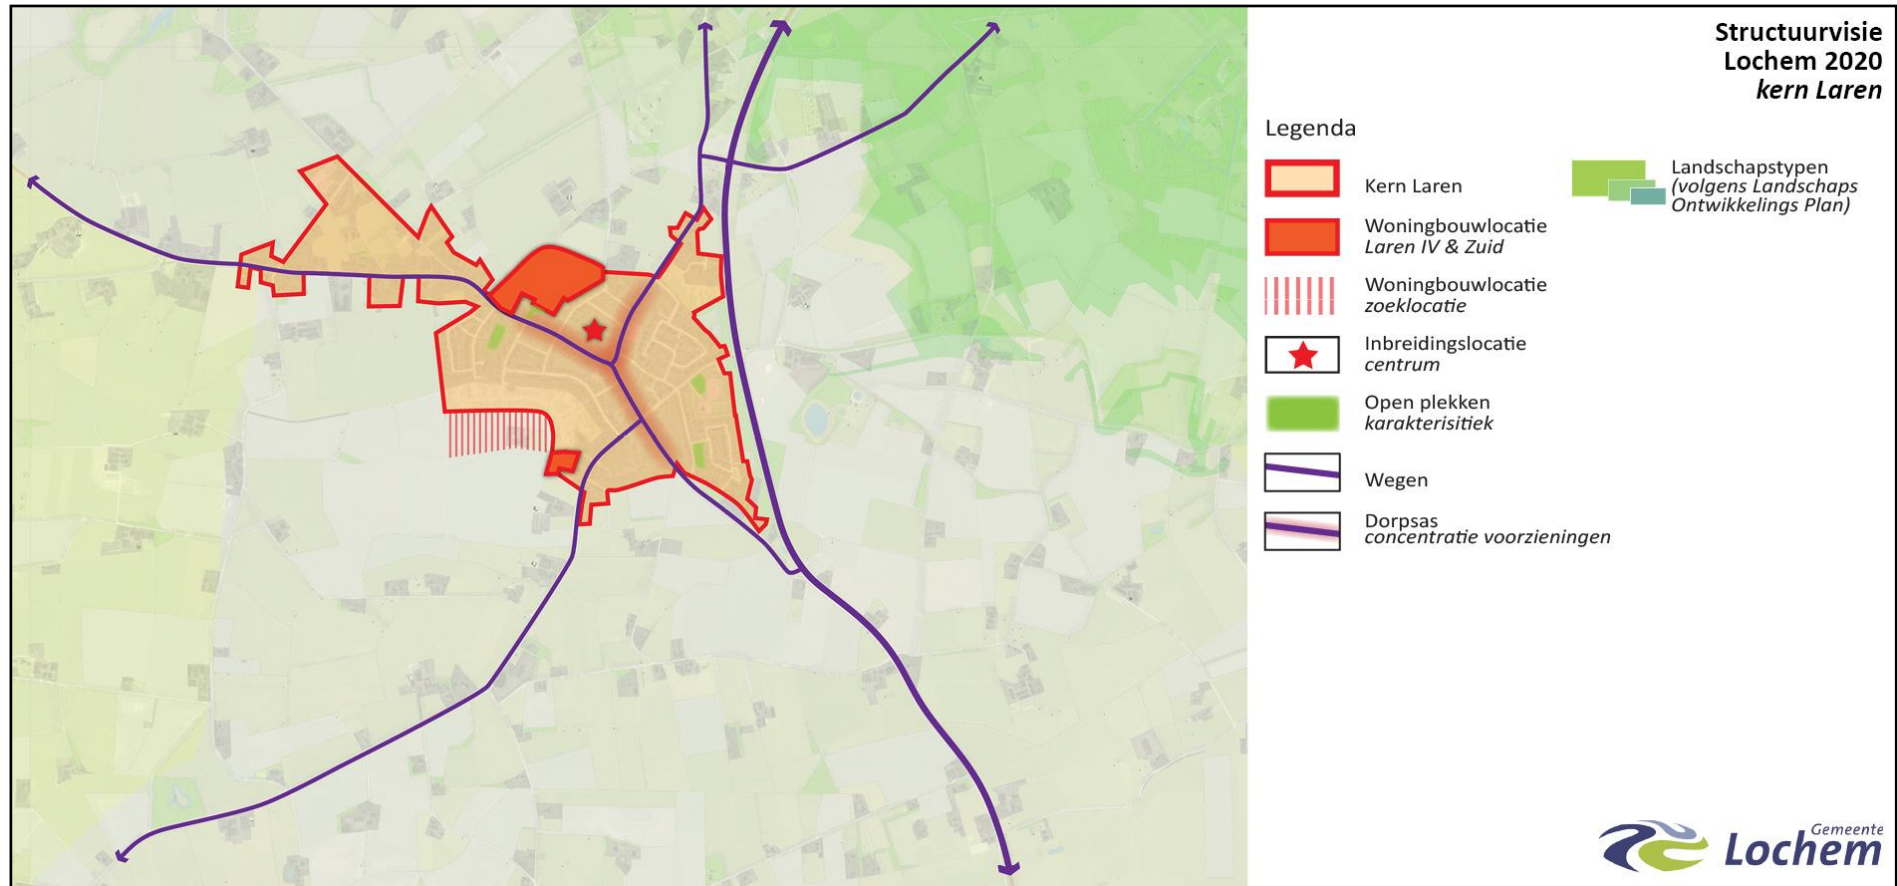 Structuurvisie
Lochem 2020
kern Laren
Legenda
Kern Laren
Woningbouwlocatie
Laren IV & Zuid
Woningbouwlocatie
zoeklocatie
Inbreidingslocatie
centrum
Open plekken
karakterisitiek
Wegen
Dorpsas
concentratie voorzieningen
Landschapstypen
(volgens Landschaps
Ontwikkelings Plan)
Gemeente
Lochem